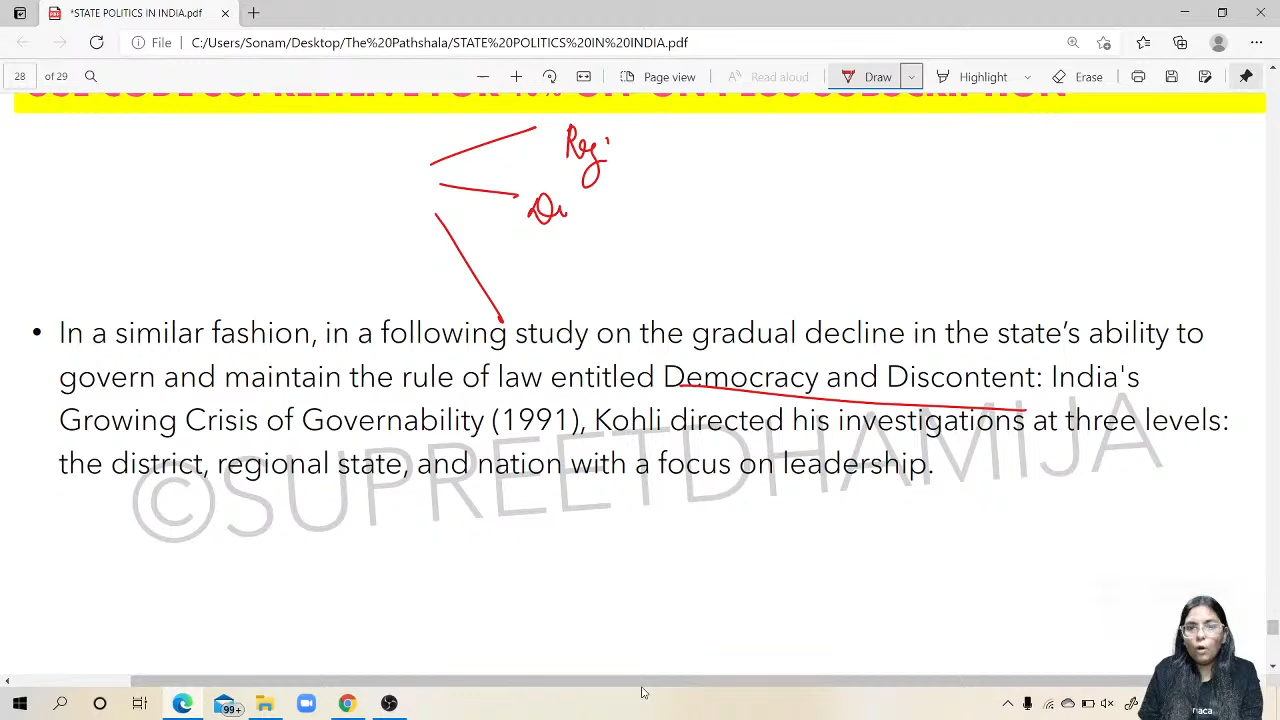 *STATE POLITICS IN INDIA.pdf
File C:/Users/Sonam/Desktop/The%20Pathshala/STATE%20POLITICS%20IN%20INDIA.pdf
28 of 29 Page view Read aloud Draw Highlight Erase
Reg
• In a similar fashion, in a following study on the gradual decline in the state's ability to
govern and maintain the rule of law entitled Democracy and Discontent: India's
Growing Crisis of Governability (1991), Kohli directed his investigations at three levels:
the district, regional state, and nation with a focus on leadership.
©SUPREETDHAMIJA
99+